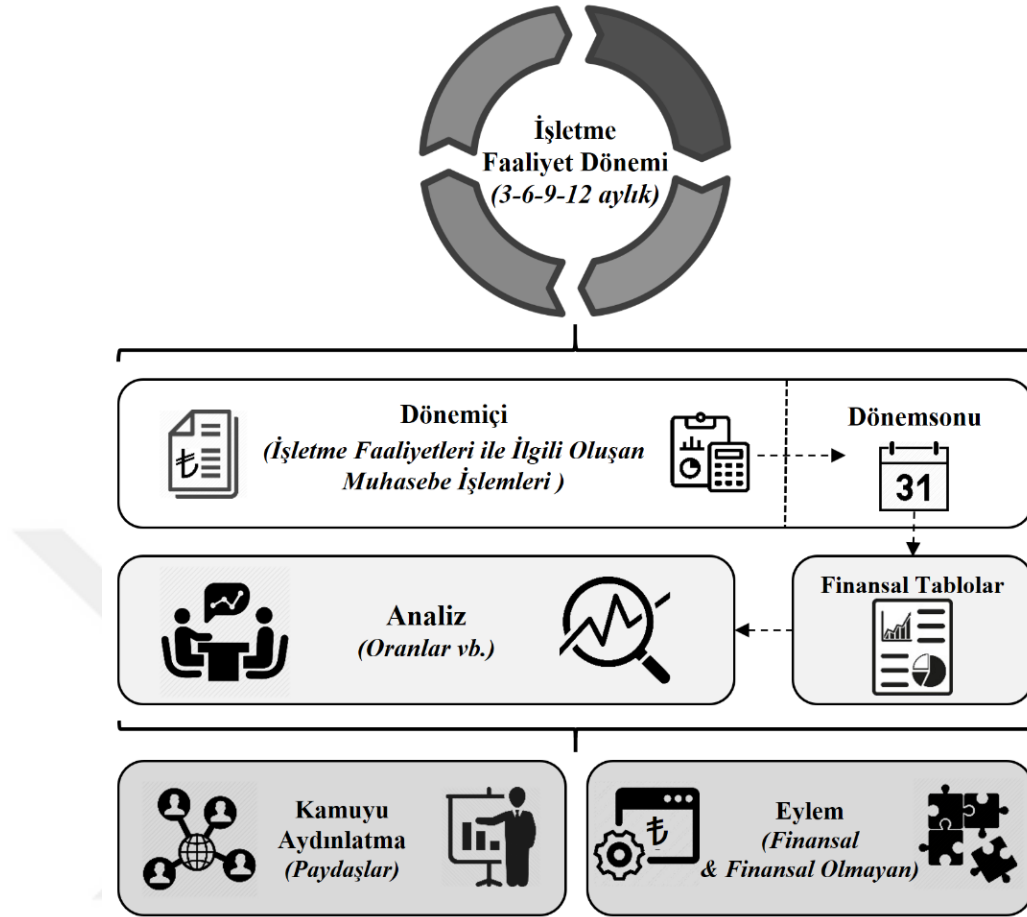 İşletme
Faaliyet Dönemi
(3-6-9-12 aylık)
Dönemiçi
(İşletme Faaliyetleri ile İlgili Oluşan
Muhasebe İşlemleri )
₺
Dönemsonu
31
Analiz
(Oranlar vb.)
Finansal Tablolar
Kamuyu
Aydınlatma
(Paydaşlar)
₺
Eylem
(Finansal
& Finansal Olmayan)